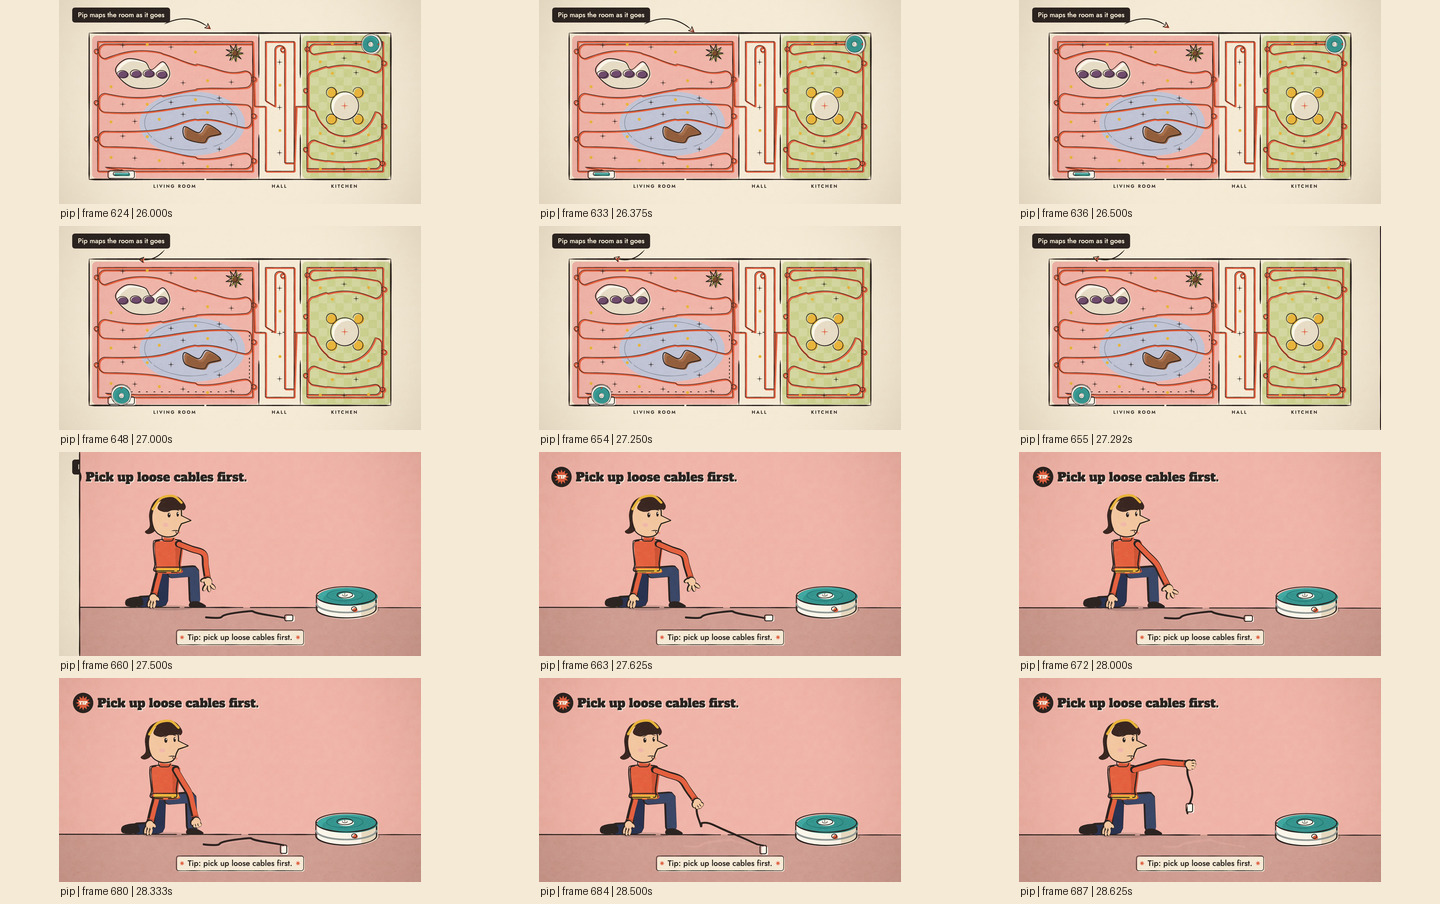 Pip maps the room as it goes
LIVING ROOM HALL KITCHEN
pip | frame 624 | 26.000s
Pip maps the room as it goes
LIVING ROOM HALL KITCHEN
pip | frame 633 | 26.375s
Pip maps the room as it goes
LIVING ROOM HALL KITCHEN
pip | frame 636 | 26.500s
Pip maps the room as it goes
LIVING ROOM HALL KITCHEN
pip | frame 648 | 27.000s
Pip maps the room as it goes
LIVING ROOM HALL KITCHEN
pip | frame 654 | 27.250s
Pip maps the room as it goes
LIVING ROOM HALL KITCHEN
pip | frame 655 | 27.292s
Pick up loose cables first.
Tip: pick up loose cables first.
pip | frame 660 | 27.500s
TIP Pick up loose cables first.
Tip: pick up loose cables first.
pip | frame 663 | 27.625s
TIP Pick up loose cables first.
Tip: pick up loose cables first.
pip | frame 672 | 28.000s
TIP Pick up loose cables first.
Tip: pick up loose cables first.
pip | frame 680 | 28.333s
TIP Pick up loose cables first.
Tip: pick up loose cables first.
pip | frame 684 | 28.500s
TIP Pick up loose cables first.
Tip: pick up loose cables first.
pip | frame 687 | 28.625s